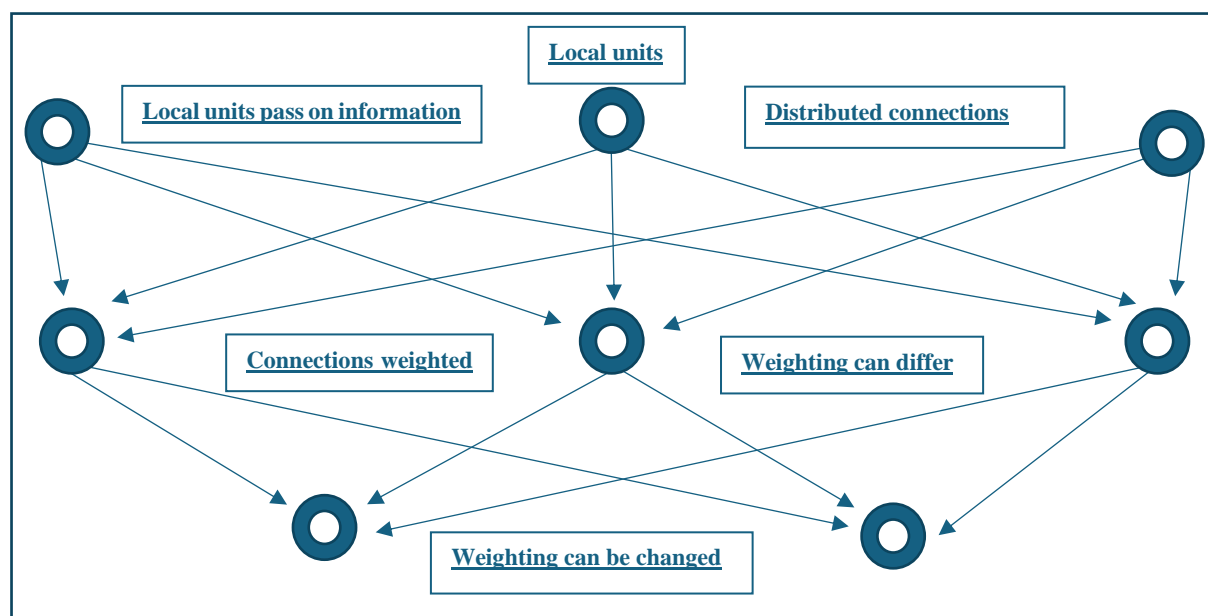 Local units
Local units pass on information
Distributed connections
Connections weighted
Weighting can differ
Weighting can be changed